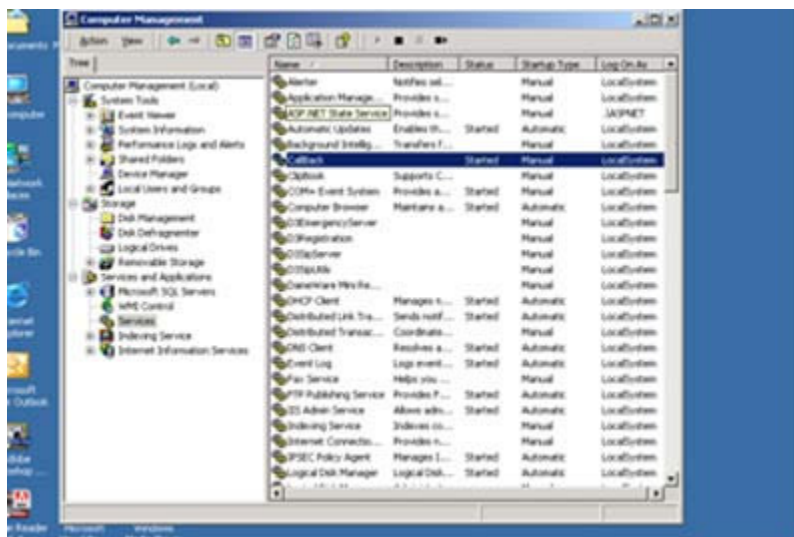 Computer Management
Action View
Tree
Name Description Status Startup Type Log On As
Computer Management (Local)
System Tools
Event Viewer
System Information
Performance Logs and Alerts
Shared Folders
Device Manager
Local Users and Groups
Storage
Disk Management
Disk Defragmenter
Logical Drives
Removable Storage
Services and Applications
Microsoft SQL Servers
WMI Control
Services
Indexing Service
Internet Information Services
Alerter Notifies sel... Manual LocalSystem
Application Manage... Provides s... Manual LocalSystem
ASP.NET State Service Provides s... Manual .\ASPNET
Automatic Updates Enables th... Started Automatic LocalSystem
Background Intellig... Transfers f... Manual LocalSystem
CallBack Started Manual LocalSystem
ClipBook Supports C... Manual LocalSystem
COM+ Event System Provides a... Started Manual LocalSystem
Computer Browser Maintains a... Started Automatic LocalSystem
Manual LocalSystem
Manual LocalSystem
Manual LocalSystem
Manual LocalSystem
DameWare Mini Re... Manual LocalSystem
DHCP Client Manages n... Started Automatic LocalSystem
Distributed Link Tra... Sends notif... Started Automatic LocalSystem
Distributed Transac... Coordinate... Manual LocalSystem
DNS Client Resolves a... Started Automatic LocalSystem
Event Log Logs event... Started Automatic LocalSystem
Fax Service Helps you ... Manual LocalSystem
FTP Publishing Service Provides F... Started Automatic LocalSystem
IIS Admin Service Allows adm... Started Automatic LocalSystem
Indexing Service Indexes co... Manual LocalSystem
Internet Connectio... Provides n... Manual LocalSystem
IPSEC Policy Agent Manages I... Started Automatic LocalSystem
Logical Disk Manager Logical Disk... Started Automatic LocalSystem
Microsoft Windows